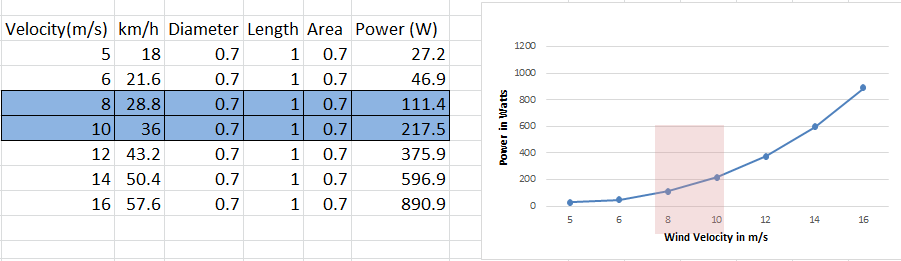 Velocity(m/s) km/h Diameter Length Area Power (W)
5 18 0.7 1 0.7 27.2
6 21.6 0.7 1 0.7 46.9
8 28.8 0.7 1 0.7 111.4
10 36 0.7 1 0.7 217.5
12 43.2 0.7 1 0.7 375.9
14 50.4 0.7 1 0.7 596.9
16 57.6 0.7 1 0.7 890.9
Power in Watts
1200
1000
800
600
400
200
0
5 6 8 10 12 14 16
Wind Velocity in m/s